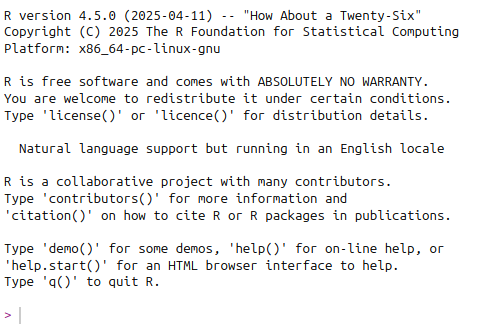 R version 4.5.0 (2025-04-11) -- "How About a Twenty-Six"
Copyright (C) 2025 The R Foundation for Statistical Computing
Platform: x86_64-pc-linux-gnu

R is free software and comes with ABSOLUTELY NO WARRANTY.
You are welcome to redistribute it under certain conditions.
Type 'license()' or 'licence()' for distribution details.

  Natural language support but running in an English locale

R is a collaborative project with many contributors.
Type 'contributors()' for more information and
'citation()' on how to cite R or R packages in publications.

Type 'demo()' for some demos, 'help()' for on-line help, or
'help.start()' for an HTML browser interface to help.
Type 'q()' to quit R.

>